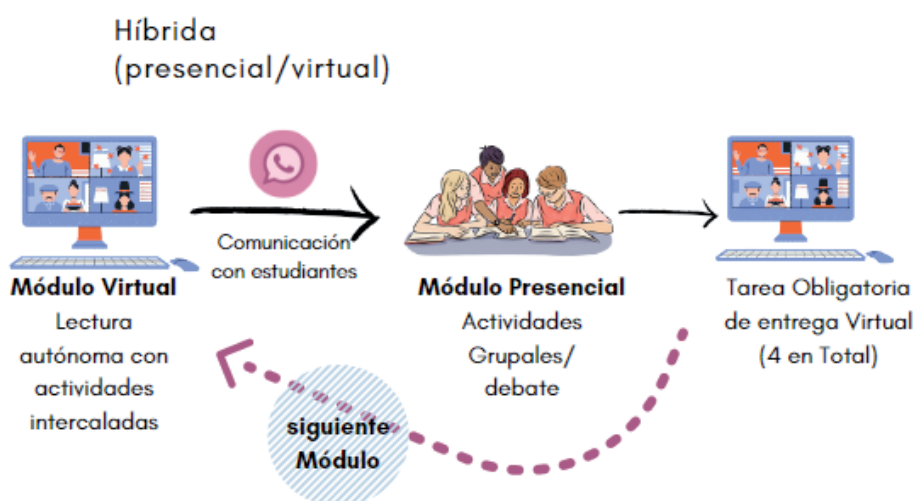 Híbrida
(presencial/virtual)
Comunicación
con estudiantes
Módulo Virtual
Lectura
autónoma con
actividades
intercaladas
Módulo Presencial
Actividades
Grupales/
debate
Tarea Obligatoria
de entrega Virtual
(4 en Total)
siguiente
Módulo